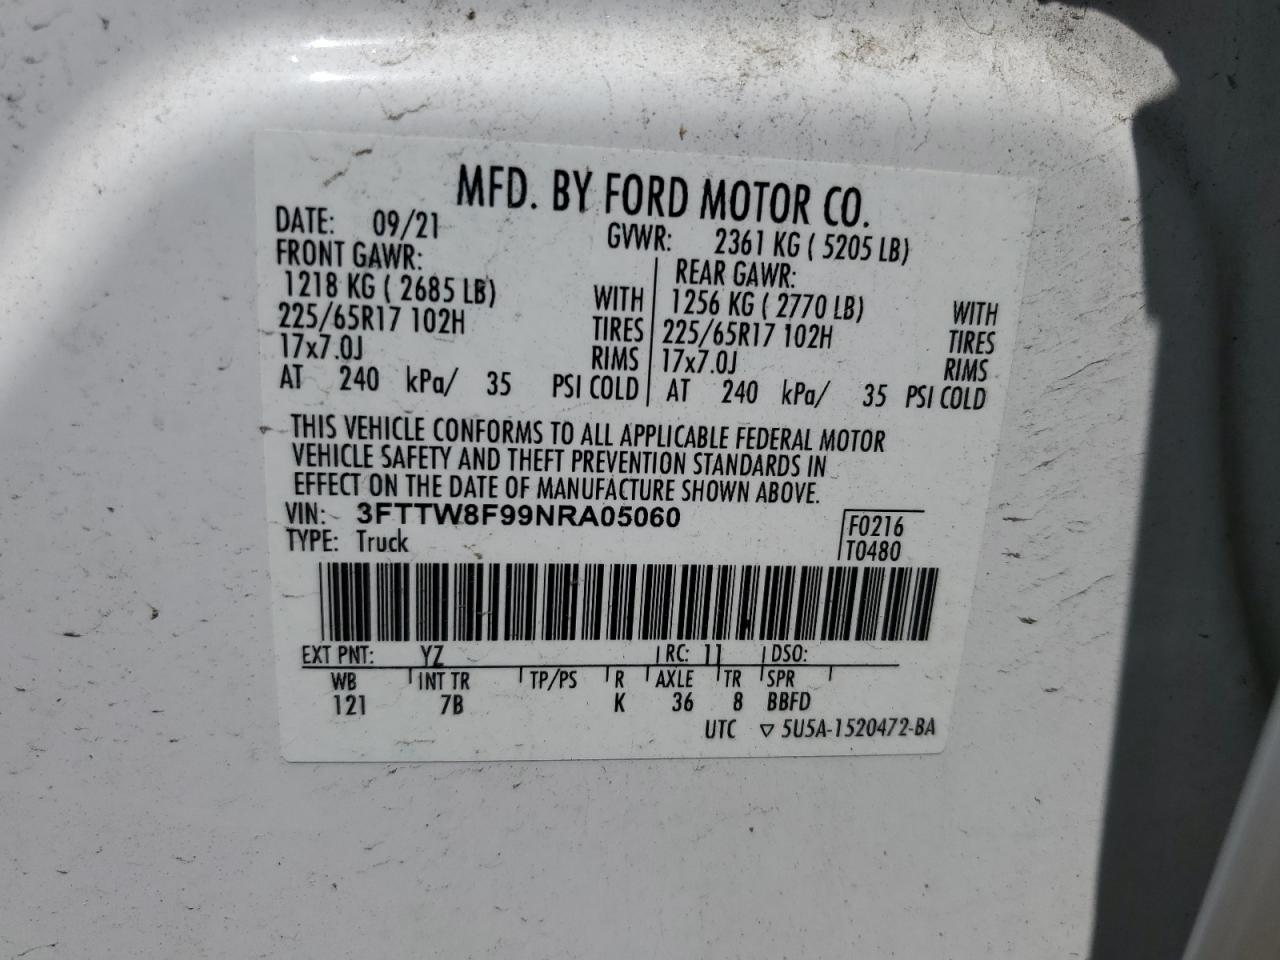 MFD. BY FORD MOTOR CO.
DATE: 09/21 GVWR: 2361 KG ( 5205 LB)
FRONT GAWR: REAR GAWR:
1218 KG ( 2685 LB) WITH 1256 KG ( 2770 LB) WITH
225/65R17 102H TIRES 225/65R17 102H TIRES
17x7.0J RIMS 17x7.0J RIMS
AT 240 kPa/ 35 PSI COLD AT 240 kPa/ 35 PSI COLD
THIS VEHICLE CONFORMS TO ALL APPLICABLE FEDERAL MOTOR
VEHICLE SAFETY AND THEFT PREVENTION STANDARDS IN
EFFECT ON THE DATE OF MANUFACTURE SHOWN ABOVE.
VIN: 3FTTW8F99NRA05060 F0216
TYPE: Truck T0480
EXT PNT: YZ RC: 11 DSO:
WB INT TR TP/PS R AXLE TR SPR
121 7B K 36 8 BBFD
UTC ▽ 5U5A-1520472-BA